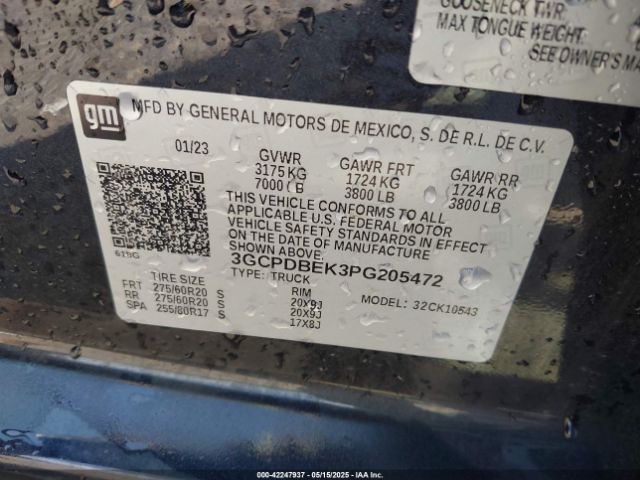 GOOSENECK TWR
MAX TONGUE WEIGHT
SEE OWNER'S MA
gm
MFD BY GENERAL MOTORS DE MEXICO, S. DE R.L. DE C.V.
01/23 GVWR GAWR FRT GAWR RR
3175 KG 1724 KG 1724 KG
7000 LB 3800 LB 3800 LB
THIS VEHICLE CONFORMS TO ALL
APPLICABLE U.S. FEDERAL MOTOR
VEHICLE SAFETY STANDARDS IN EFFECT
ON THE DATE OF MANUFACTURE
SHOWN ABOVE.
619G
3GCPDBEK3PG205472
TYPE: TRUCK
MODEL: 32CK10543
TIRE SIZE RIM
FRT 275/60R20 S 20X9J
RR 275/60R20 S 20X9J
SPA 255/80R17 S 17X8J
000-42247937 - 05/15/2025 - IAA, Inc. (C)